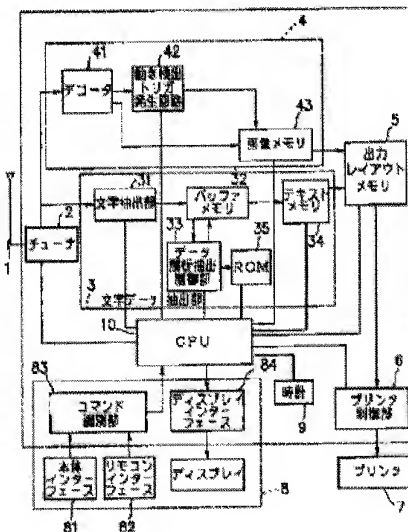 4
41
42
デコーダ
動き検出
トリガ
発生回路
43
画像メモリ
5
出力
レイアウト
メモリ
31
文字抽出部
32
バッファ
メモリ
テキスト
メモリ
34
2
チューナ
1
33
データ
制御部
35
ROM
3
文字データ
抽出部
10
CPU
83
84
コマンド
識別部
ディスプレイ
インター
フェース
時計
9
6
プリンタ
制御部
本体
インター
フェース
81
リモコン
インター
フェース
82
ディスプレイ
8
プリンタ
7